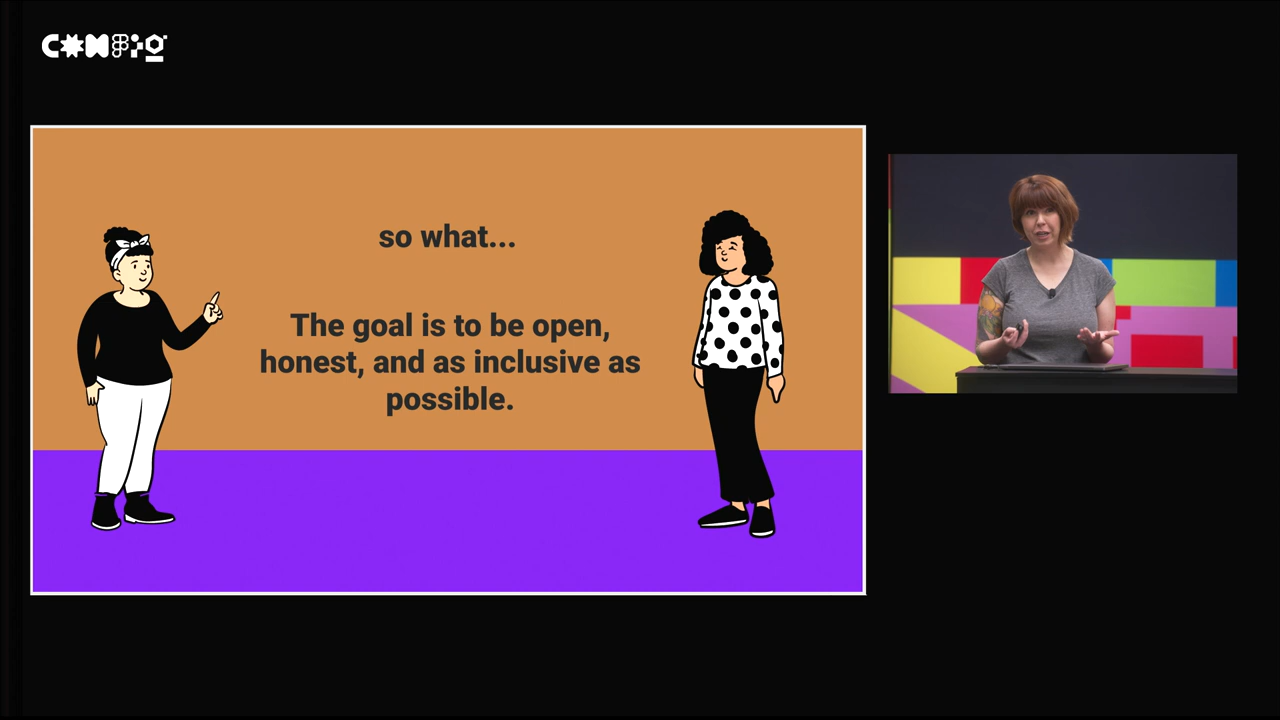 CONFIG
so what...
The goal is to be open,
honest, and as inclusive as
possible.